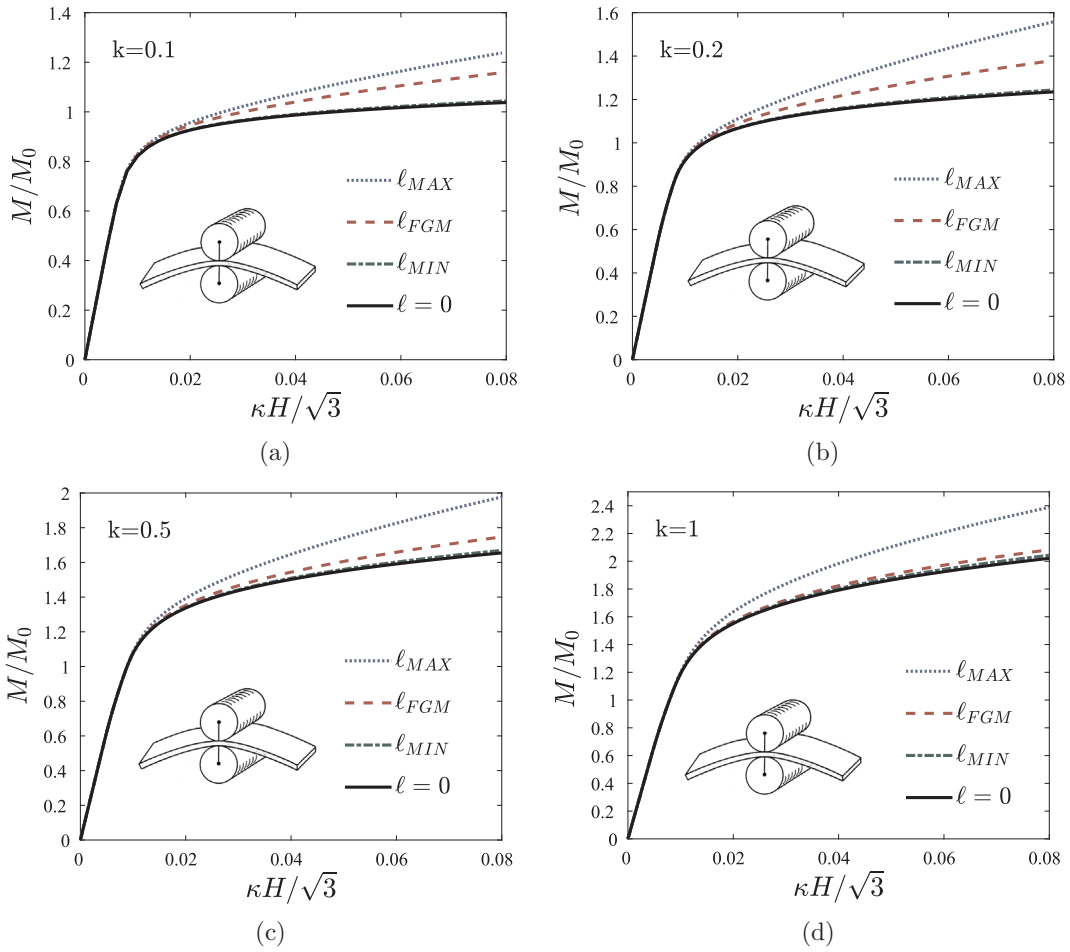 k=0.1
1.4
1.2
1
0.8
0.6
0.4
0.2
0
M/M₀
ℓ_MAX
ℓ_FGM
ℓ_MIN
ℓ = 0
0 0.02 0.04 0.06 0.08
κH/√3
(a)
k=0.2
1.6
1.4
1.2
1
0.8
0.6
0.4
0.2
0
M/M₀
ℓ_MAX
ℓ_FGM
ℓ_MIN
ℓ = 0
0 0.02 0.04 0.06 0.08
κH/√3
(b)
k=0.5
2
1.8
1.6
1.4
1.2
1
0.8
0.6
0.4
0.2
0
M/M₀
ℓ_MAX
ℓ_FGM
ℓ_MIN
ℓ = 0
0 0.02 0.04 0.06 0.08
κH/√3
(c)
k=1
2.4
2.2
2
1.8
1.6
1.4
1.2
1
0.8
0.6
0.4
0.2
0
M/M₀
ℓ_MAX
ℓ_FGM
ℓ_MIN
ℓ = 0
0 0.02 0.04 0.06 0.08
κH/√3
(d)